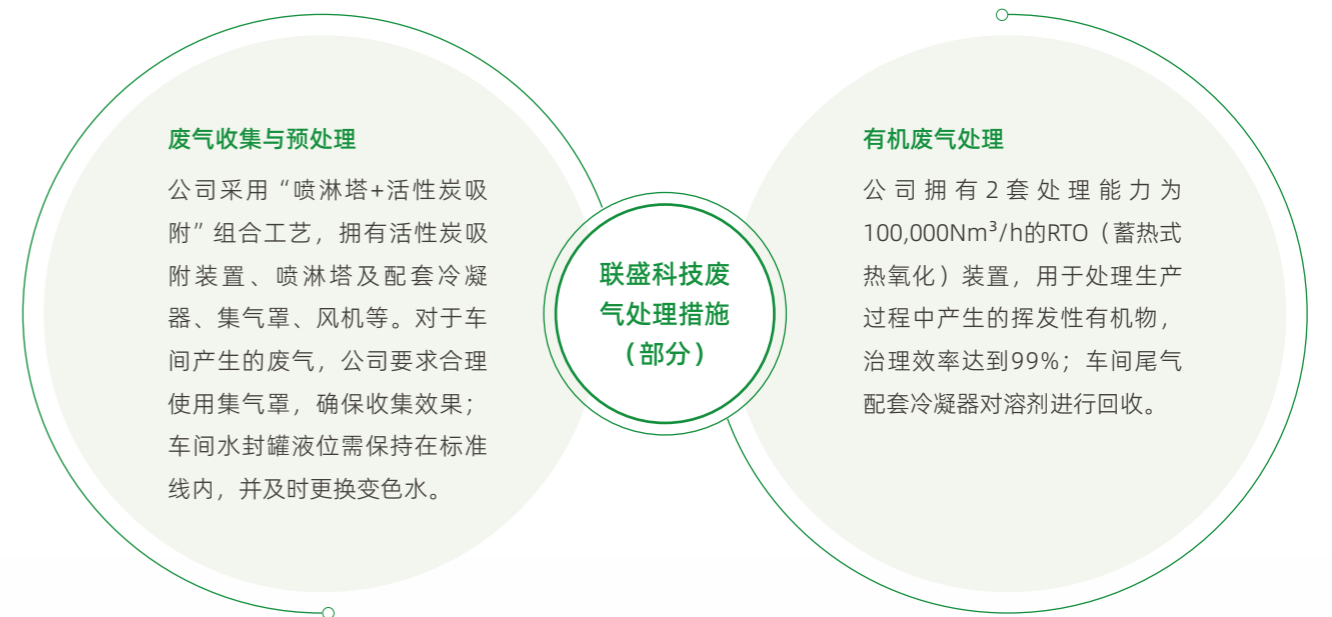 废气收集与预处理
公司采用“喷淋塔+活性炭吸
附”组合工艺，拥有活性炭吸
附装置、喷淋塔及配套冷凝
器、集气罩、风机等。对于车
间产生的废气，公司要求合理
使用集气罩，确保收集效果；
车间水封罐液位需保持在标准
线内，并及时更换变色水。
联盛科技废
气处理措施
（部分）
有机废气处理
公司拥有2套处理能力为
100,000Nm³/h的RTO（蓄热式
热氧化）装置，用于处理生产
过程中产生的挥发性有机物，
治理效率达到99%；车间尾气
配套冷凝器对溶剂进行回收。